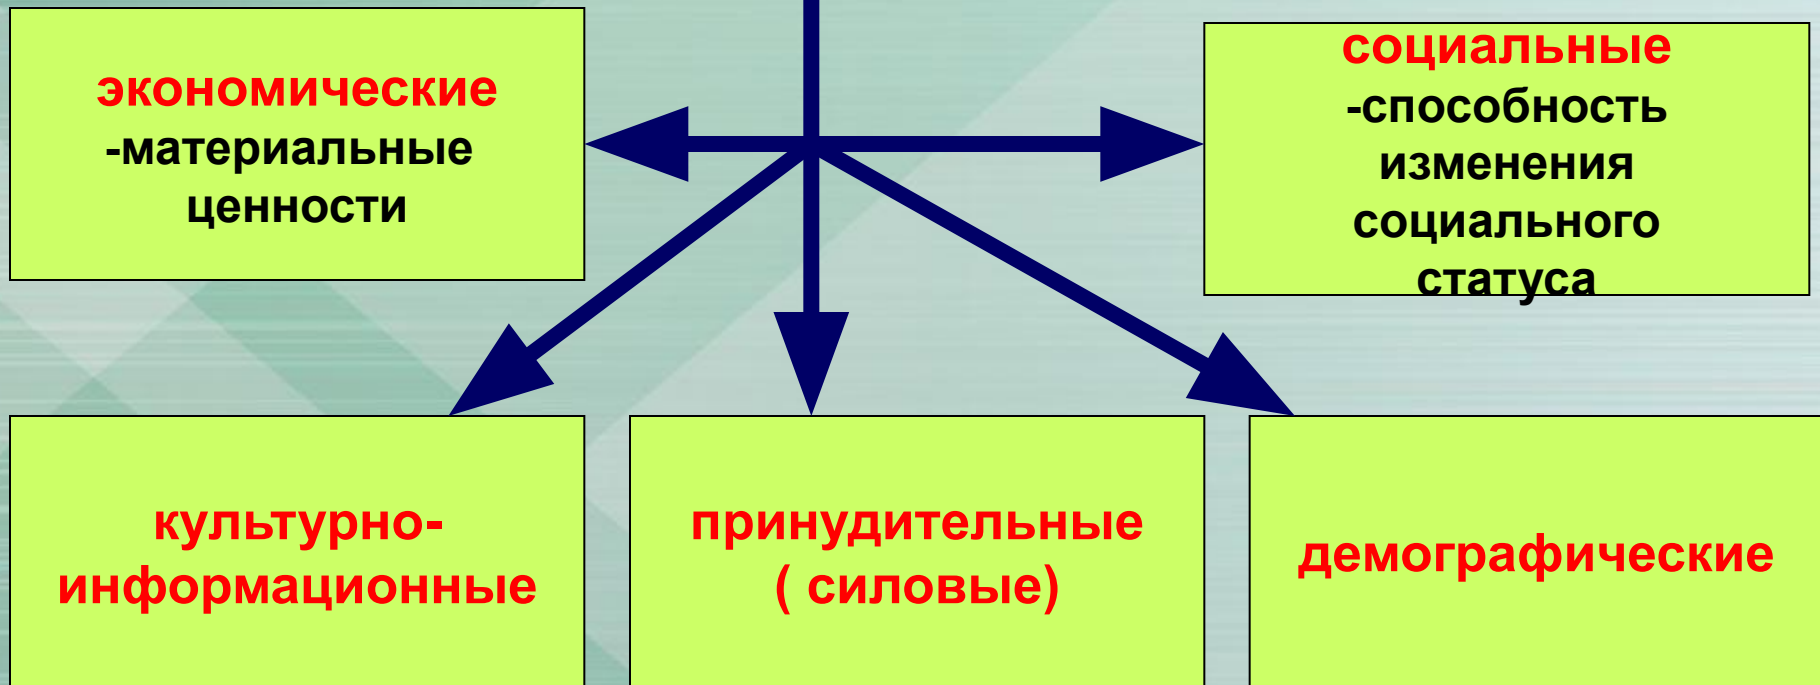 экономические
-материальные
ценности
социальные
-способность
изменения
социального
статуса
культурно-
информационные
принудительные
( силовые)
демографические